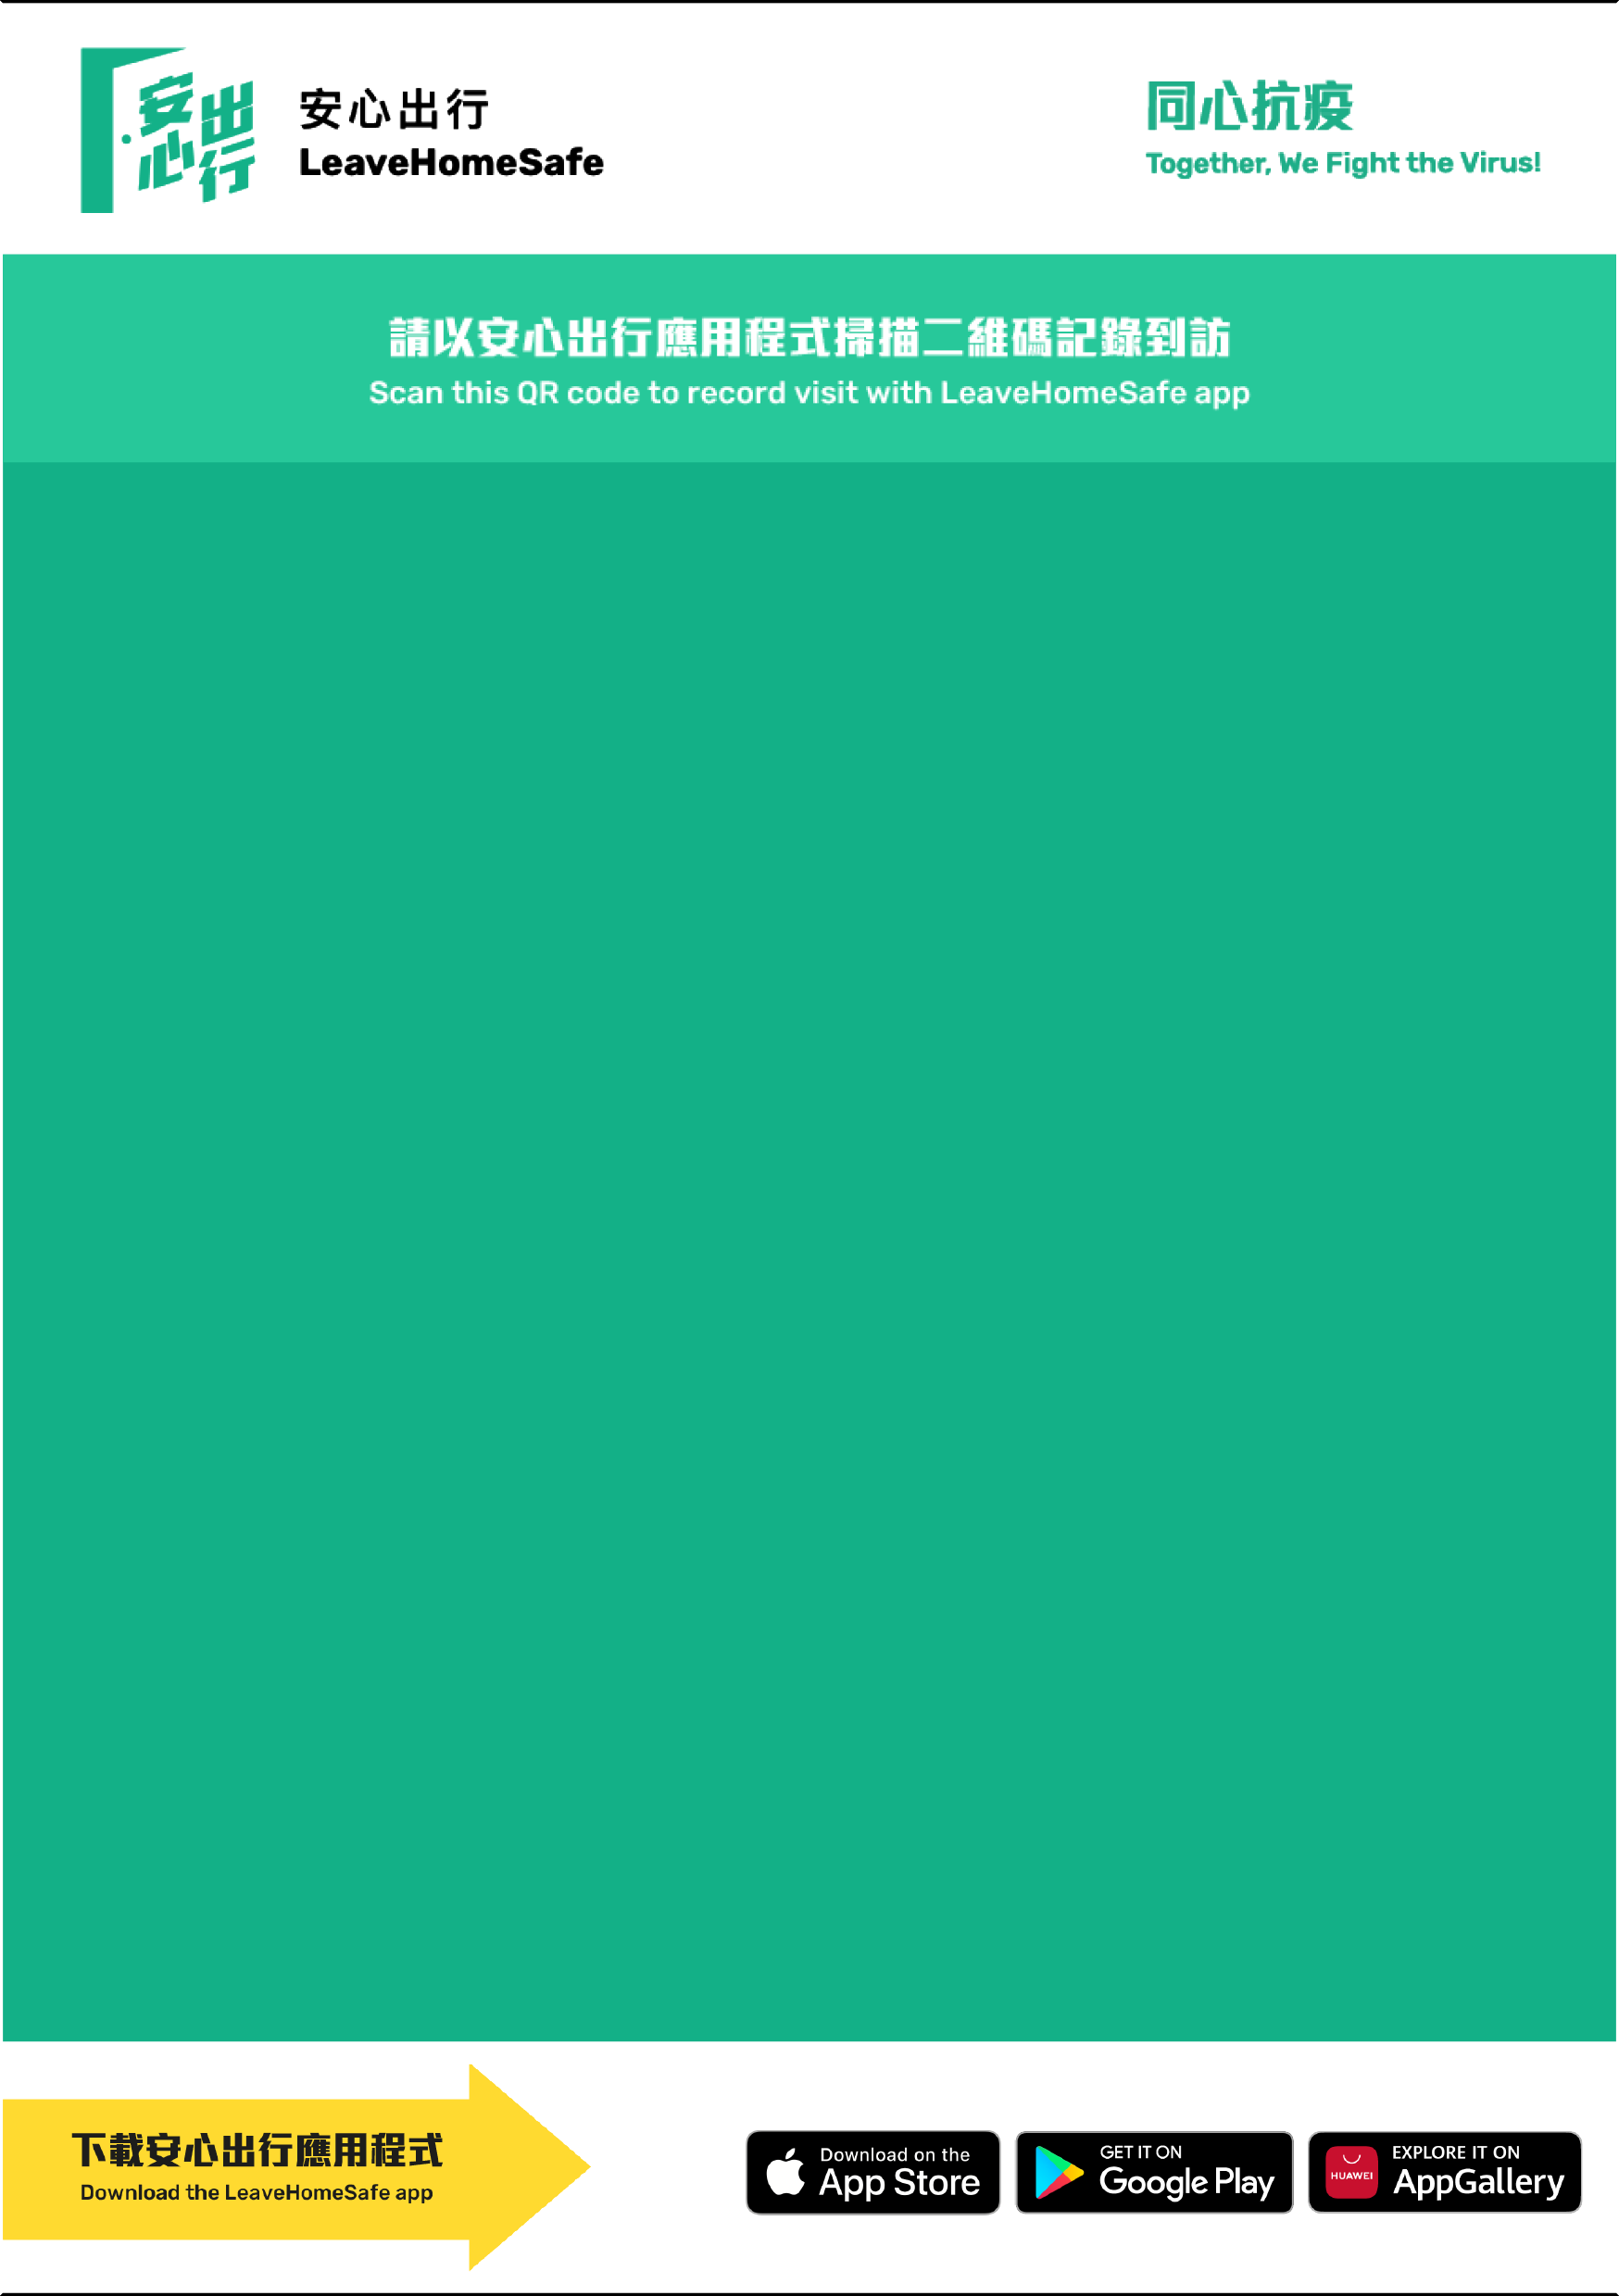 安心出行
安心出行
LeaveHomeSafe
同心抗疫
Together, We Fight the Virus!
請以安心出行應用程式掃描二維碼記錄到訪
Scan this QR code to record visit with LeaveHomeSafe app
下載安心出行應用程式
Download the LeaveHomeSafe app
Download on the
App Store
GET IT ON
Google Play
HUAWEI
EXPLORE IT ON
AppGallery